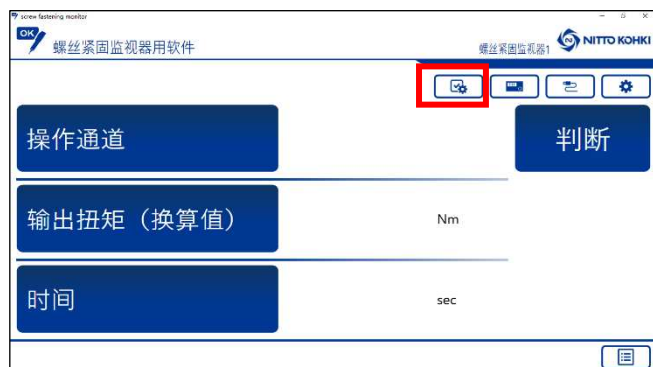 screw fastening monitor
OK
螺丝紧固监视器用软件
螺丝紧固监视器1
NITTO KOHKI
操作通道
判断
输出扭矩（换算值）
Nm
时间
sec